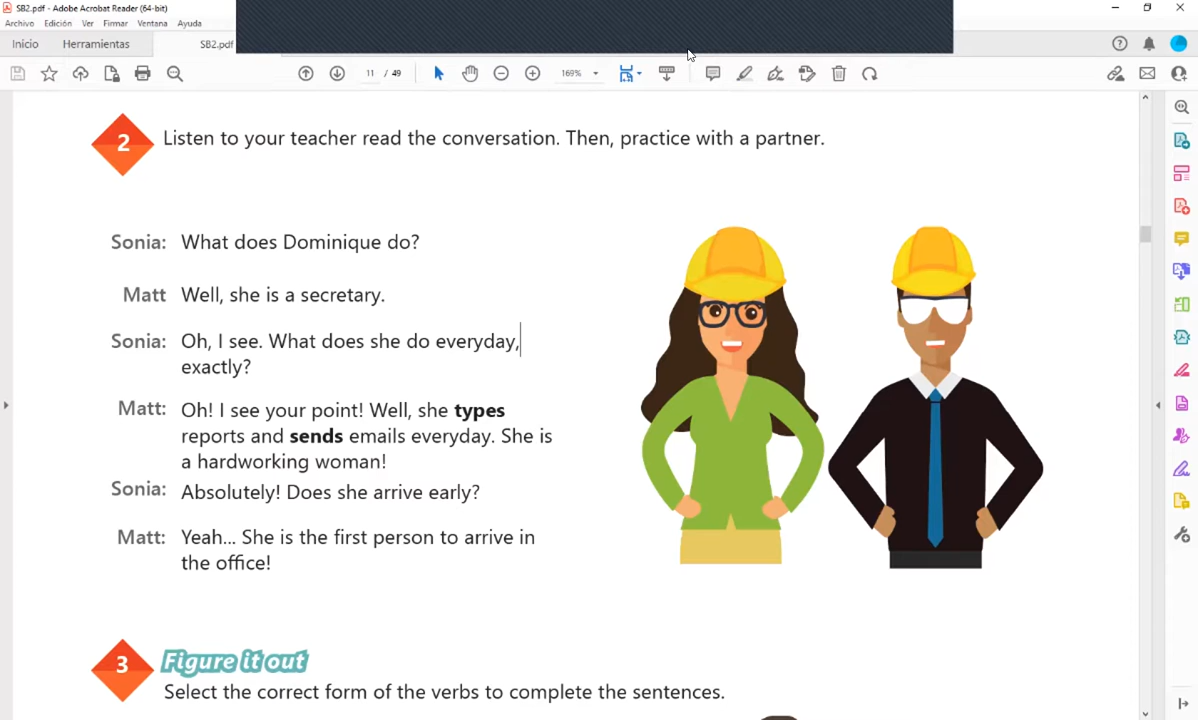 SB2.pdf - Adobe Acrobat Reader (64-bit)
Archivo Edición Ver Firmar Ventana Ayuda
Inicio Herramientas SB2.pdf
11 / 49 169%
2 Listen to your teacher read the conversation. Then, practice with a partner.
Sonia: What does Dominique do?
Matt Well, she is a secretary.
Sonia: Oh, I see. What does she do everyday,
exactly?
Matt: Oh! I see your point! Well, she types
reports and sends emails everyday. She is
a hardworking woman!
Sonia: Absolutely! Does she arrive early?
Matt: Yeah... She is the first person to arrive in
the office!
3 Figure it out
Select the correct form of the verbs to complete the sentences.